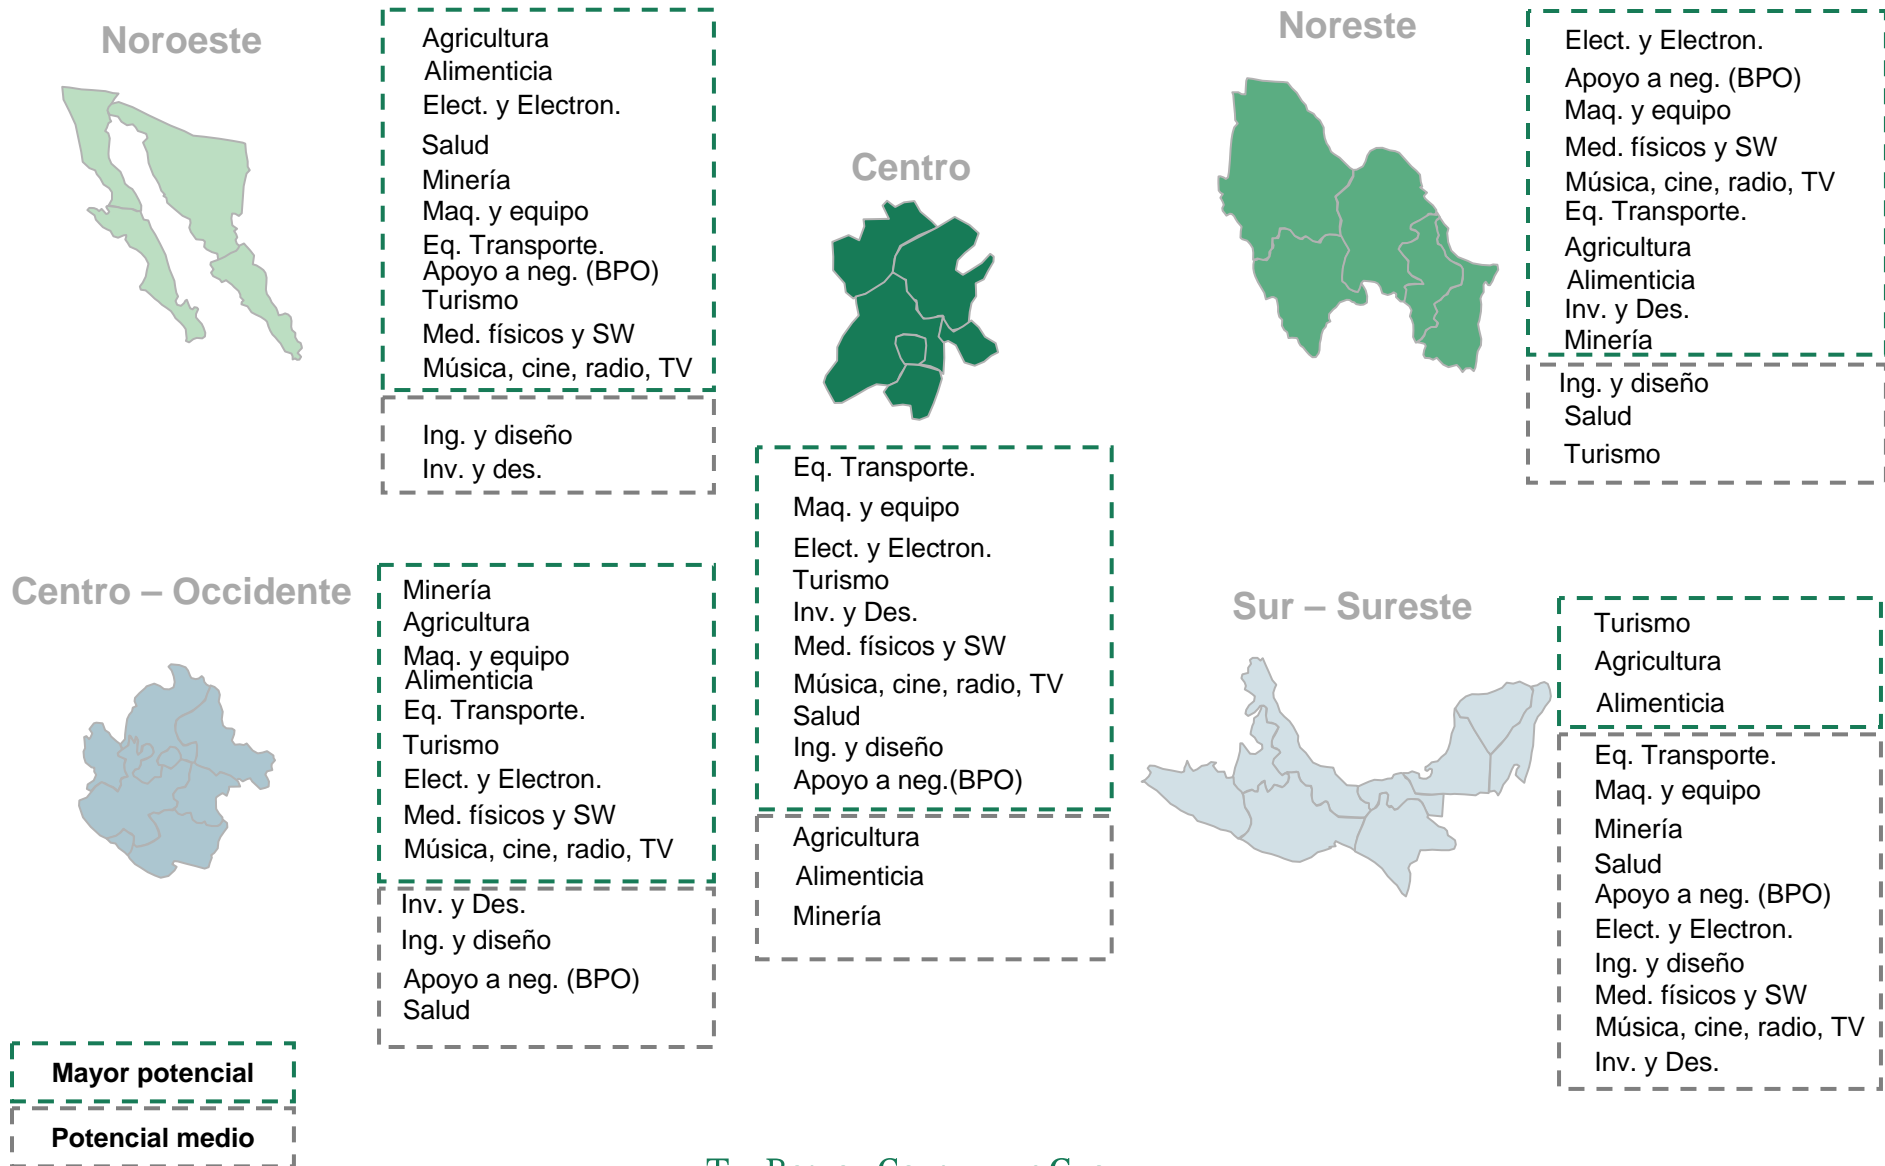 Noroeste
Agricultura
Alimenticia
Elect. y Electron.
Salud
Minería
Maq. y equipo
Eq. Transporte.
Apoyo a neg. (BPO)
Turismo
Med. físicos y SW
Música, cine, radio, TV
Ing. y diseño
Inv. y des.
Centro
Eq. Transporte.
Maq. y equipo
Elect. y Electron.
Turismo
Inv. y Des.
Med. físicos y SW
Música, cine, radio, TV
Salud
Ing. y diseño
Apoyo a neg.(BPO)
Agricultura
Alimenticia
Minería
Noreste
Elect. y Electron.
Apoyo a neg. (BPO)
Maq. y equipo
Med. físicos y SW
Música, cine, radio, TV
Eq. Transporte.
Agricultura
Alimenticia
Inv. y Des.
Minería
Ing. y diseño
Salud
Turismo
Centro – Occidente
Minería
Agricultura
Maq. y equipo
Alimenticia
Eq. Transporte.
Turismo
Elect. y Electron.
Med. físicos y SW
Música, cine, radio, TV
Inv. y Des.
Ing. y diseño
Apoyo a neg. (BPO)
Salud
Sur – Sureste
Turismo
Agricultura
Alimenticia
Eq. Transporte.
Maq. y equipo
Minería
Salud
Apoyo a neg. (BPO)
Elect. y Electron.
Ing. y diseño
Med. físicos y SW
Música, cine, radio, TV
Inv. y Des.
Mayor potencial
Potencial medio